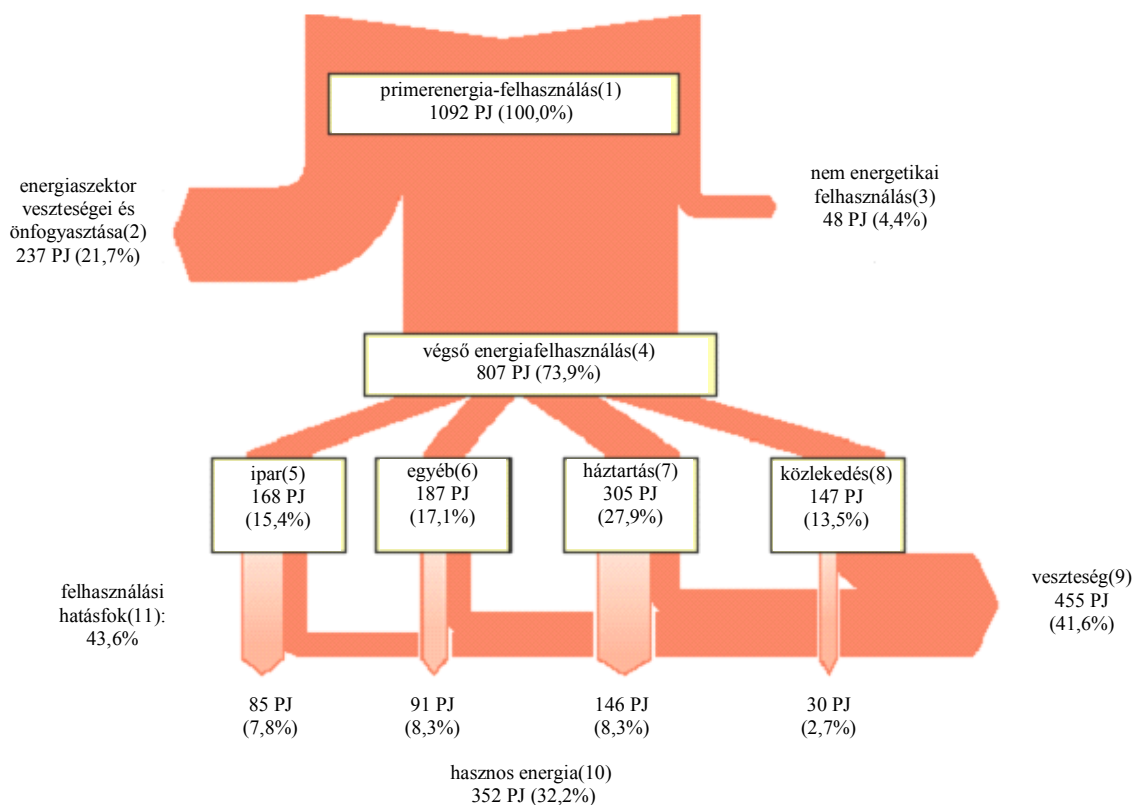 primerenergia-felhasználás(1)
1092 PJ (100,0%)
energiaszektor
veszteségei és
önfogyasztása(2)
237 PJ (21,7%)
nem energetikai
felhasználás(3)
48 PJ (4,4%)
végső energiafelhasználás(4)
807 PJ (73,9%)
ipar(5)
168 PJ
(15,4%)
egyéb(6)
187 PJ
(17,1%)
háztartás(7)
305 PJ
(27,9%)
közlekedés(8)
147 PJ
(13,5%)
felhasználási
hatásfok(11):
43,6%
veszteség(9)
455 PJ
(41,6%)
85 PJ
(7,8%)
91 PJ
(8,3%)
146 PJ
(8,3%)
30 PJ
(2,7%)
hasznos energia(10)
352 PJ (32,2%)